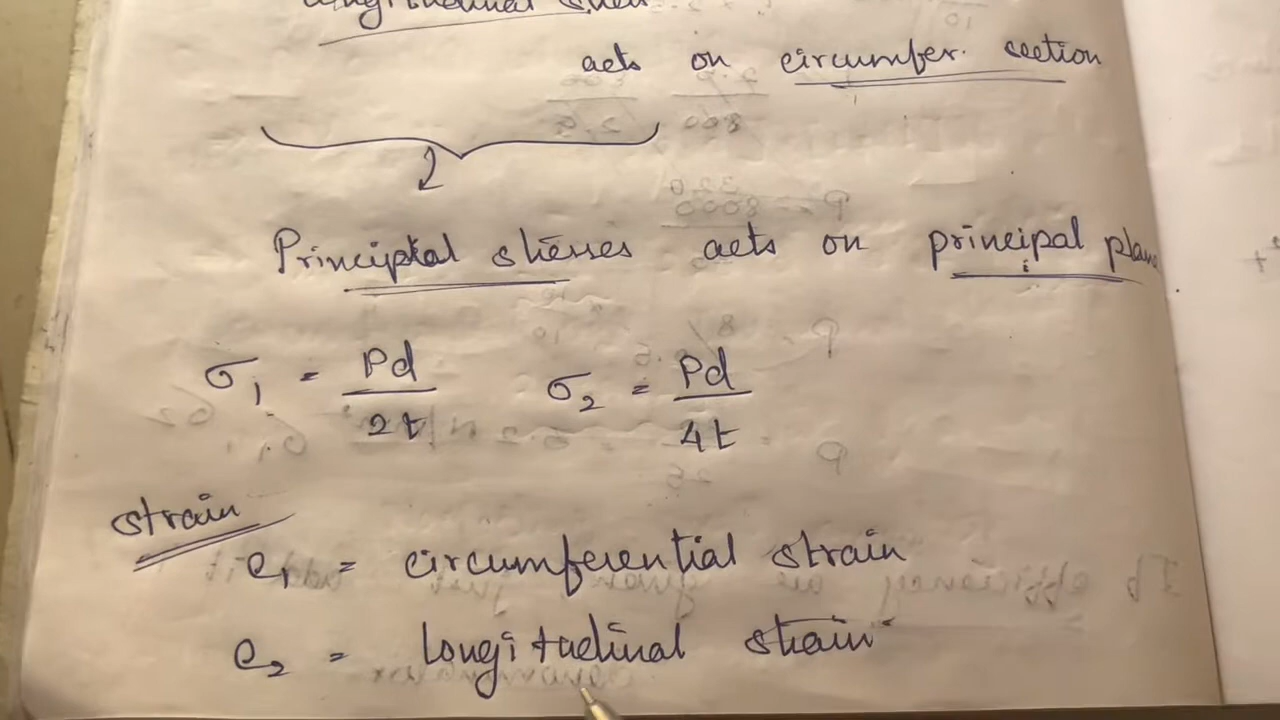 longitudinal
acts on circumfer. section
Principal stresses acts on principal plane
σ1 = Pd/2t σ2 = Pd/4t
strain
e1 = circumferential strain
e2 = Longitudinal strain